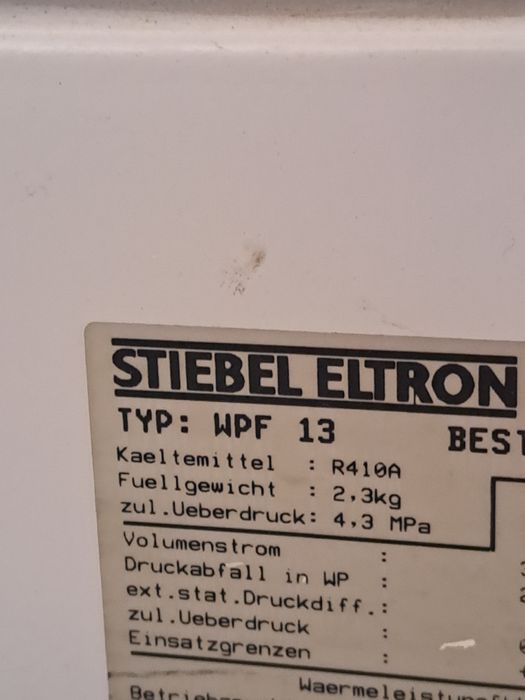 STIEBEL ELTRON
TYP: WPF 13 BEST
Kaeltemittel : R410A
Fuellgewicht : 2,3kg
zul.Ueberdruck: 4,3 MPa
Volumenstrom :
Druckabfall in WP :
ext.stat.Druckdiff.:
zul.Ueberdruck :
Einsatzgrenzen :